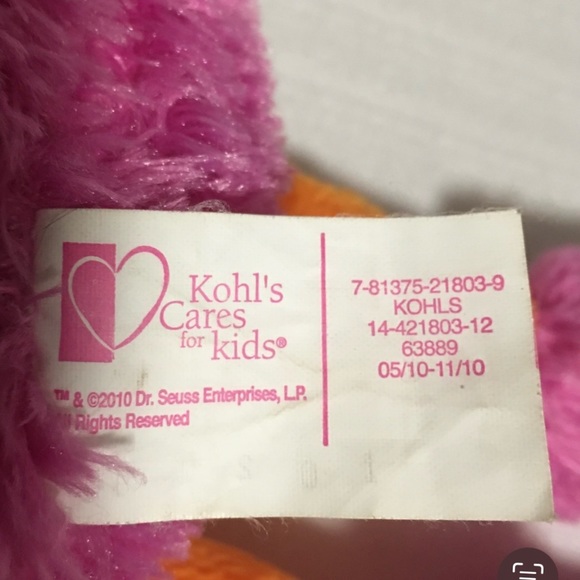 Kohl's
Cares
for kids®
™ & ©2010 Dr. Seuss Enterprises, L.P.
All Rights Reserved
7-81375-21803-9
KOHLS
14-421803-12
63889
05/10-11/10